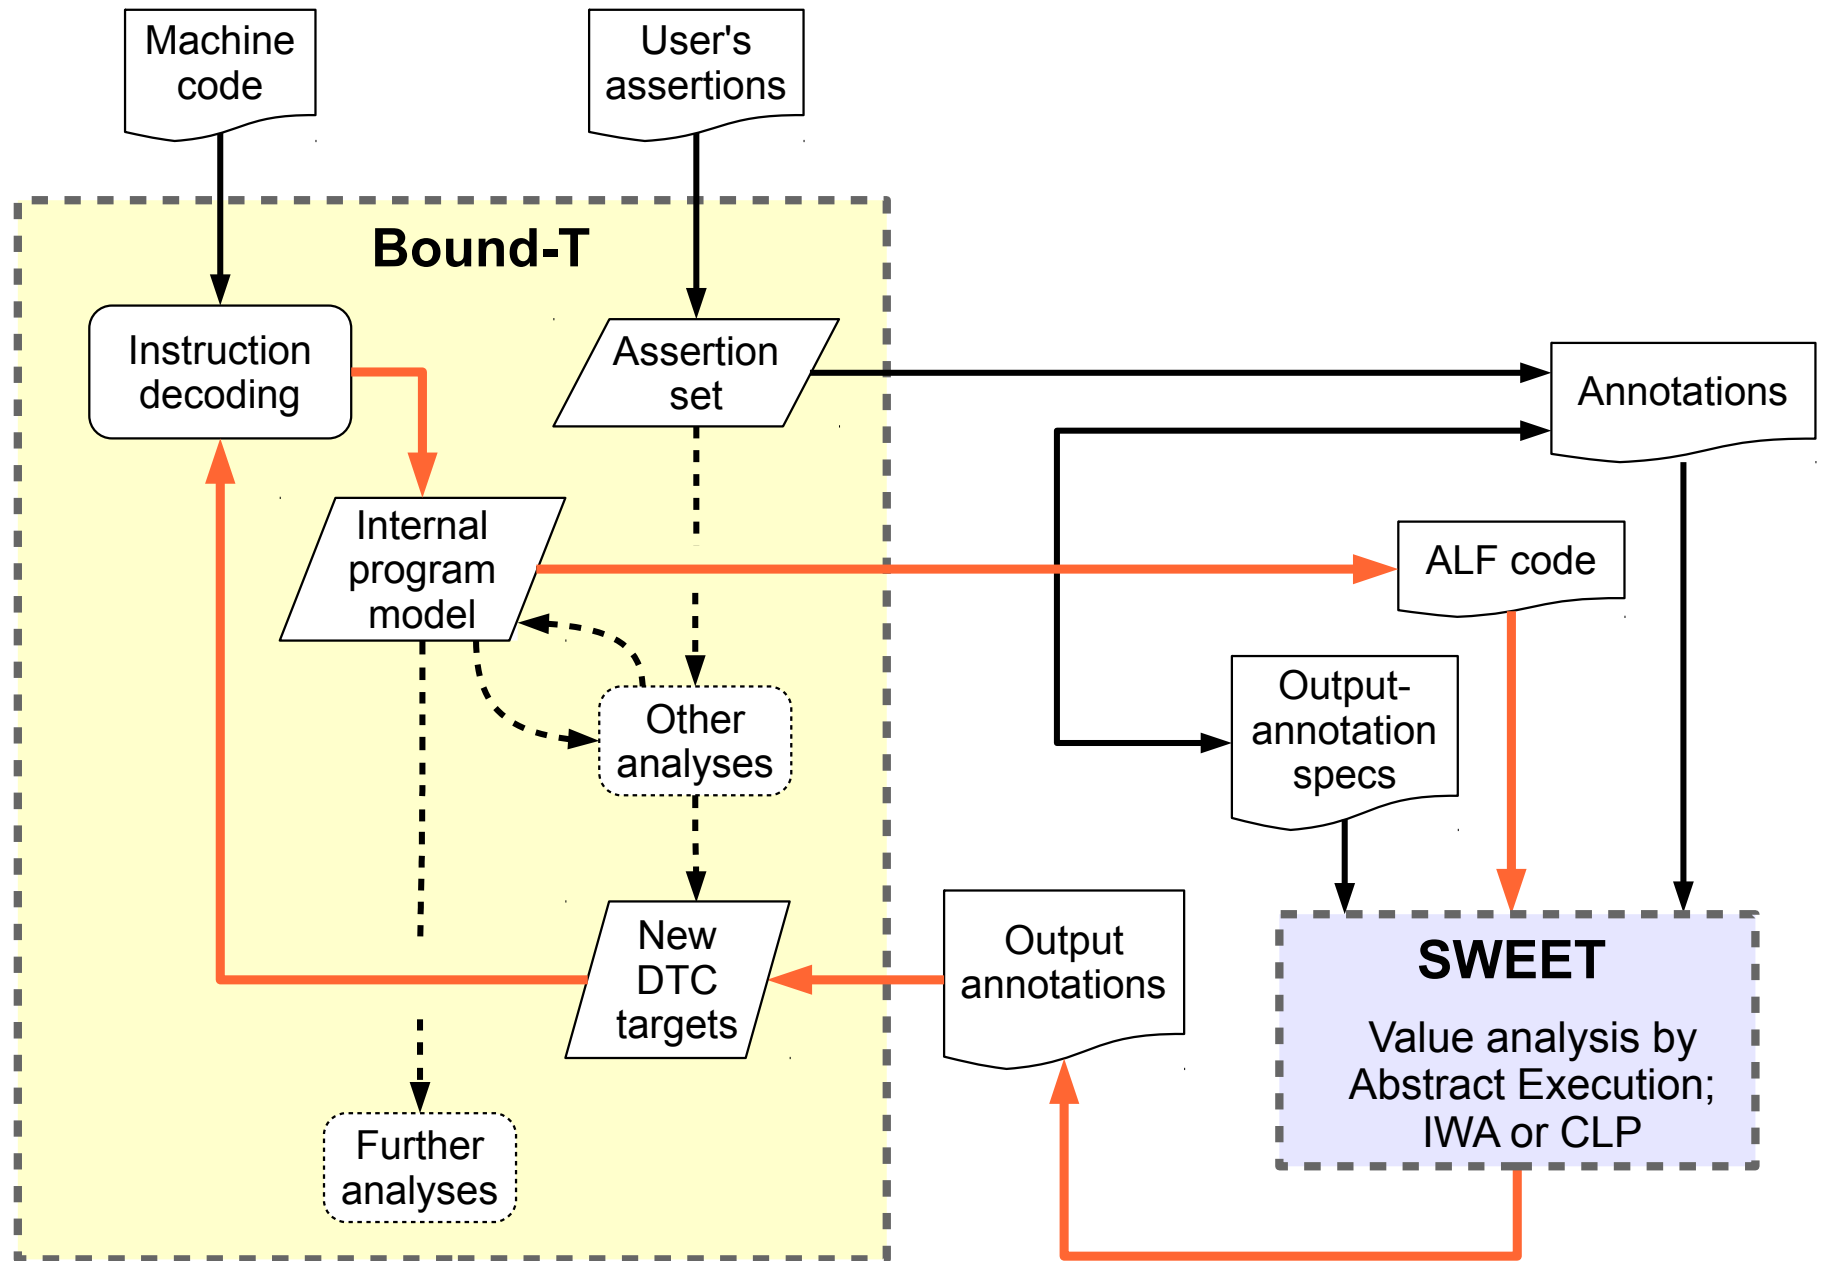 Machine
code
User's
assertions
Bound-T
Instruction
decoding
Assertion
set
Annotations
Internal
program
model
ALF code
Output-
annotation
specs
Other
analyses
New
DTC
targets
Output
annotations
SWEET
Value analysis by
Abstract Execution;
IWA or CLP
Further
analyses